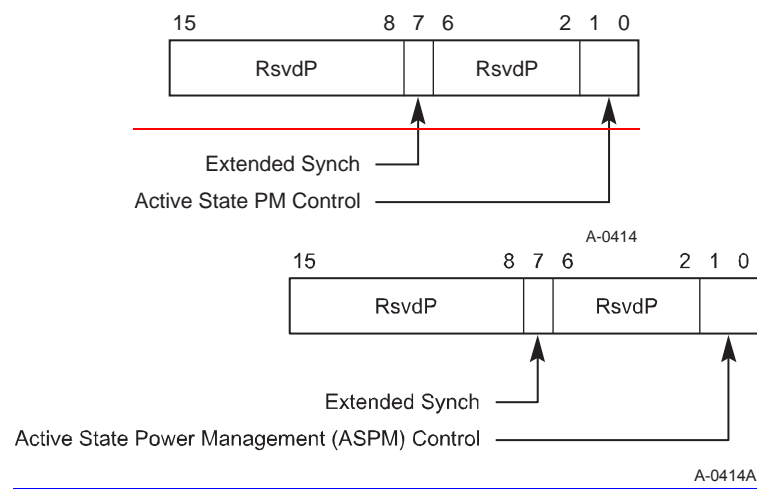 15 8 7 6 2 1 0
RsvdP RsvdP
Extended Synch
Active State PM Control
A-0414
15 8 7 6 2 1 0
RsvdP RsvdP
Extended Synch
Active State Power Management (ASPM) Control
A-0414A